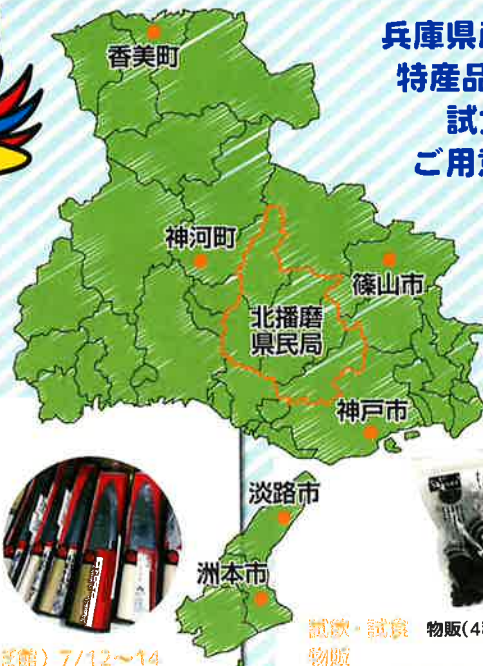 兵庫県
特産品
試
ご用意
香美町
神河町
篠山市
北播磨
県民局
神戸市
淡路市
洲本市
試飲・試食
物販
物販(4
館) 7/12～14